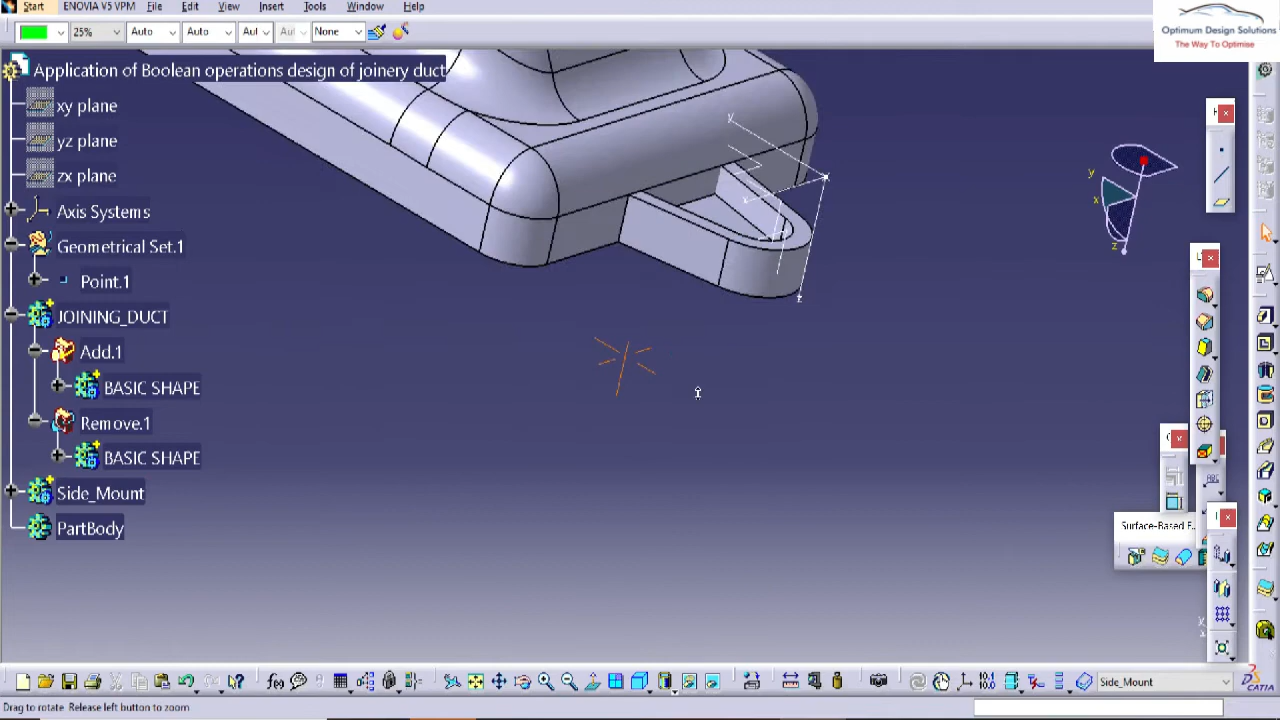 Start ENOVIA V5 VPM File Edit View Insert Tools Window Help
25% Auto Auto Aut Aut None
Optimum Design Solutions
The Way To Optimise
Application of Boolean operations design of joinery duct
xy plane
yz plane
zx plane
Axis Systems
Geometrical Set.1
Point.1
JOINING_DUCT
Add.1
BASIC SHAPE
Remove.1
BASIC SHAPE
Side_Mount
PartBody
y
z
y
x
z
Surface-Based F...
Side_Mount
CATIA
Drag to rotate. Release left button to zoom